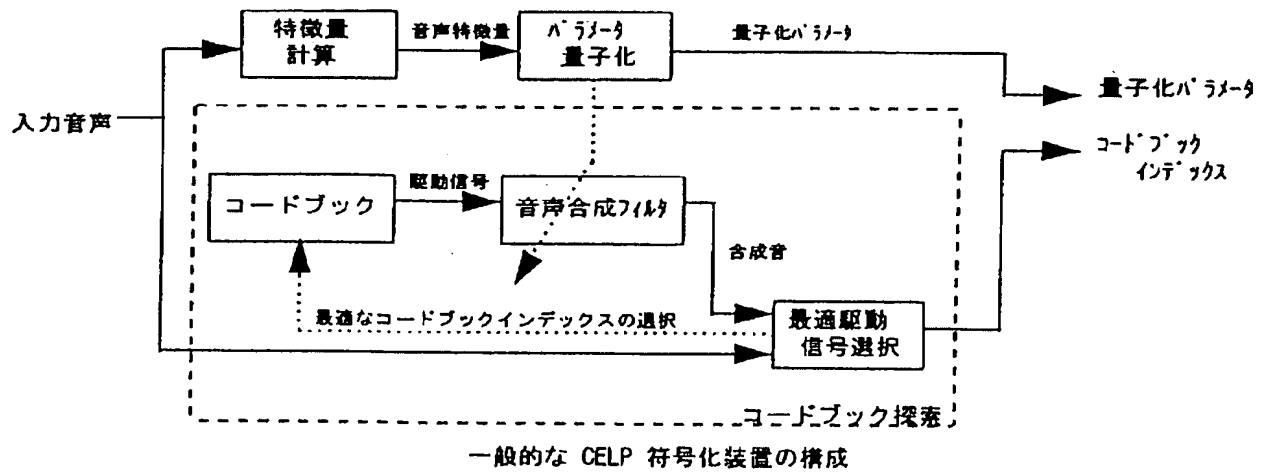 特徴量
計算
音声特徴量
ﾊﾟﾗﾒｰﾀ
量子化
量子化ﾊﾟﾗﾒｰﾀ
量子化ﾊﾟﾗﾒｰﾀ
入力音声
ｺｰﾄﾞﾌﾞｯｸ
ｲﾝﾃﾞｯｸｽ
コードブック
駆動信号
音声合成ﾌｨﾙﾀ
合成音
最適なコードブックインデックスの選択
最適駆動
信号選択
コードブック探索
一般的な CELP 符号化装置の構成